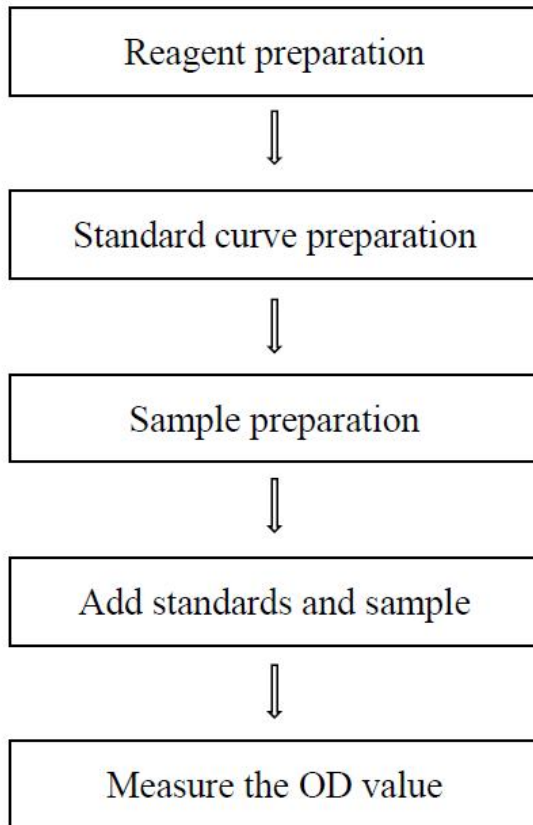 Reagent preparation
Standard curve preparation
Sample preparation
Add standards and sample
Measure the OD value